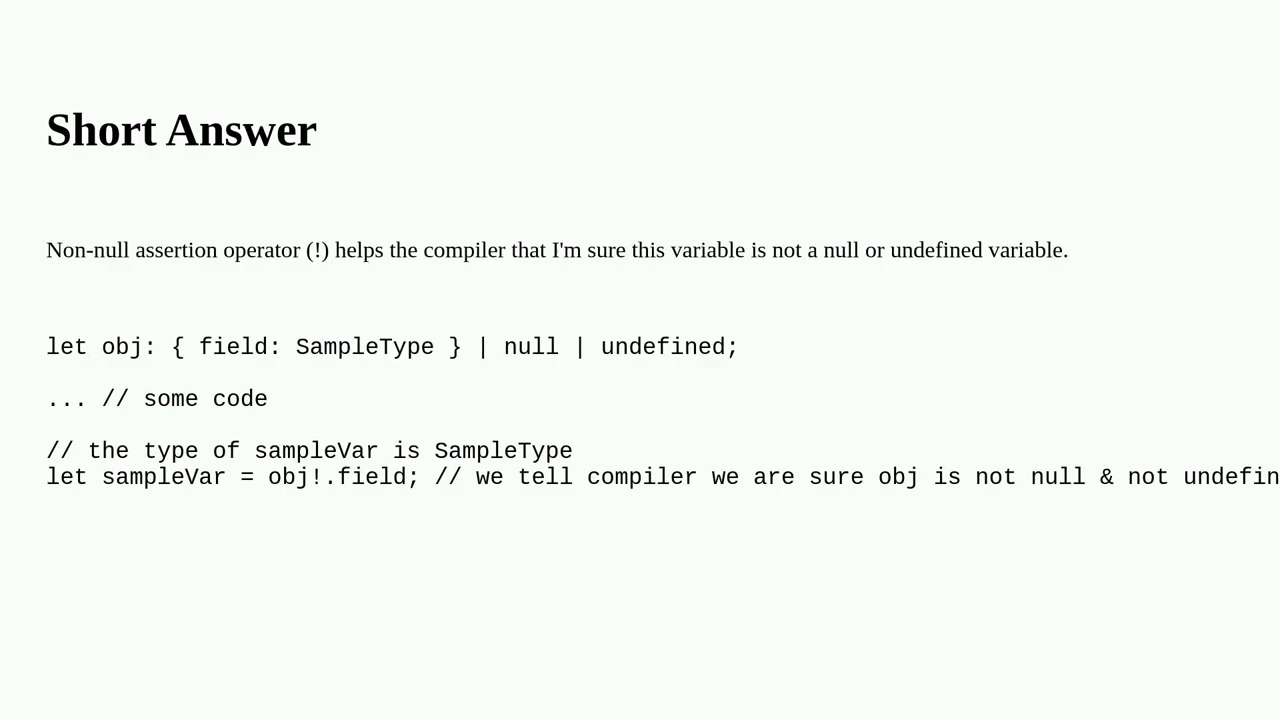 Short Answer
Non-null assertion operator (!) helps the compiler that I'm sure this variable is not a null or undefined variable.
let obj: { field: SampleType } | null | undefined;
... // some code
// the type of sampleVar is SampleType
let sampleVar = obj!.field; // we tell compiler we are sure obj is not null & not undefin